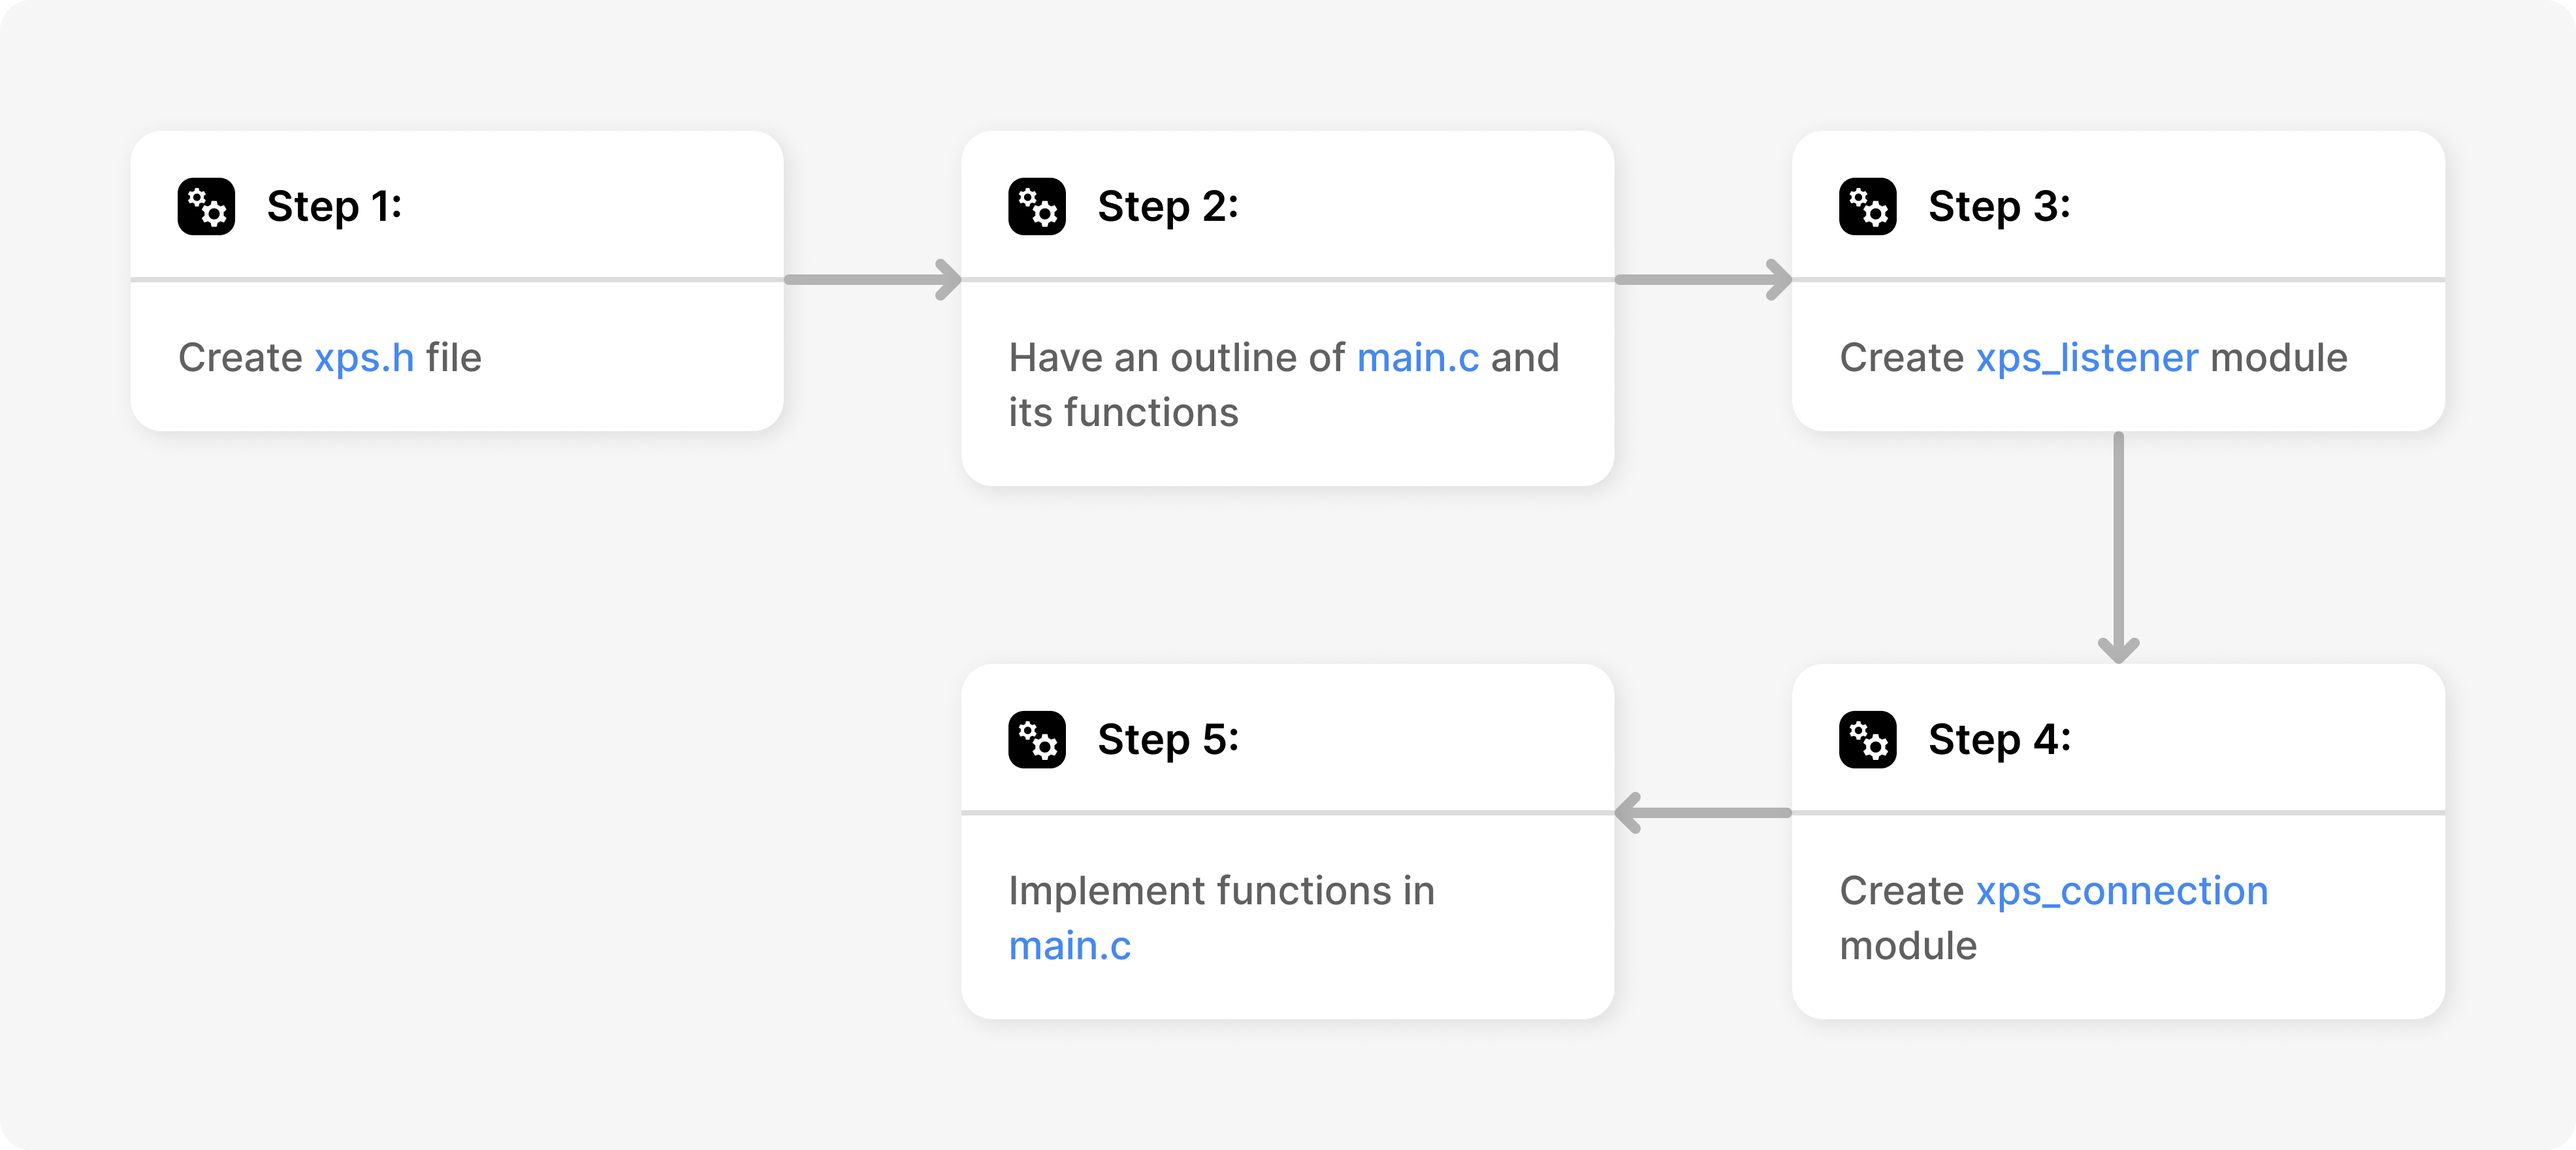 Step 1:
Create xps.h file
Step 2:
Have an outline of main.c and
its functions
Step 3:
Create xps_listener module
Step 4:
Create xps_connection
module
Step 5:
Implement functions in
main.c